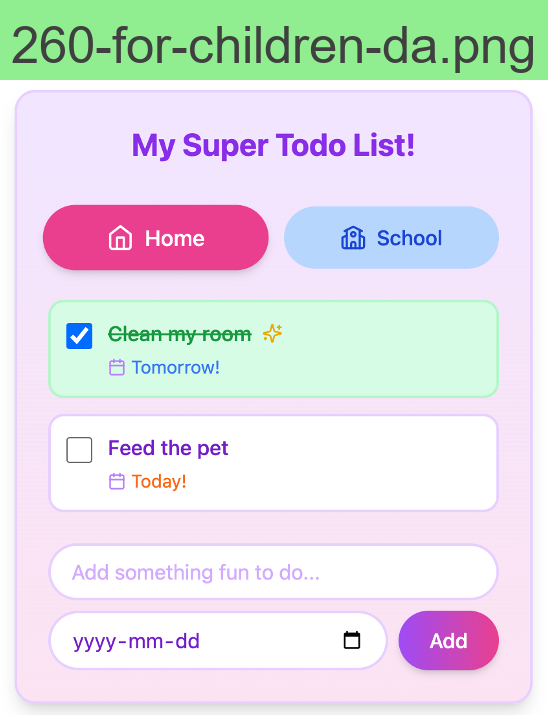 260-for-children-da.png
My Super Todo List!
Home
School
Clean my room
Tomorrow!
Feed the pet
Today!
Add something fun to do...
yyyy-mm-dd
Add